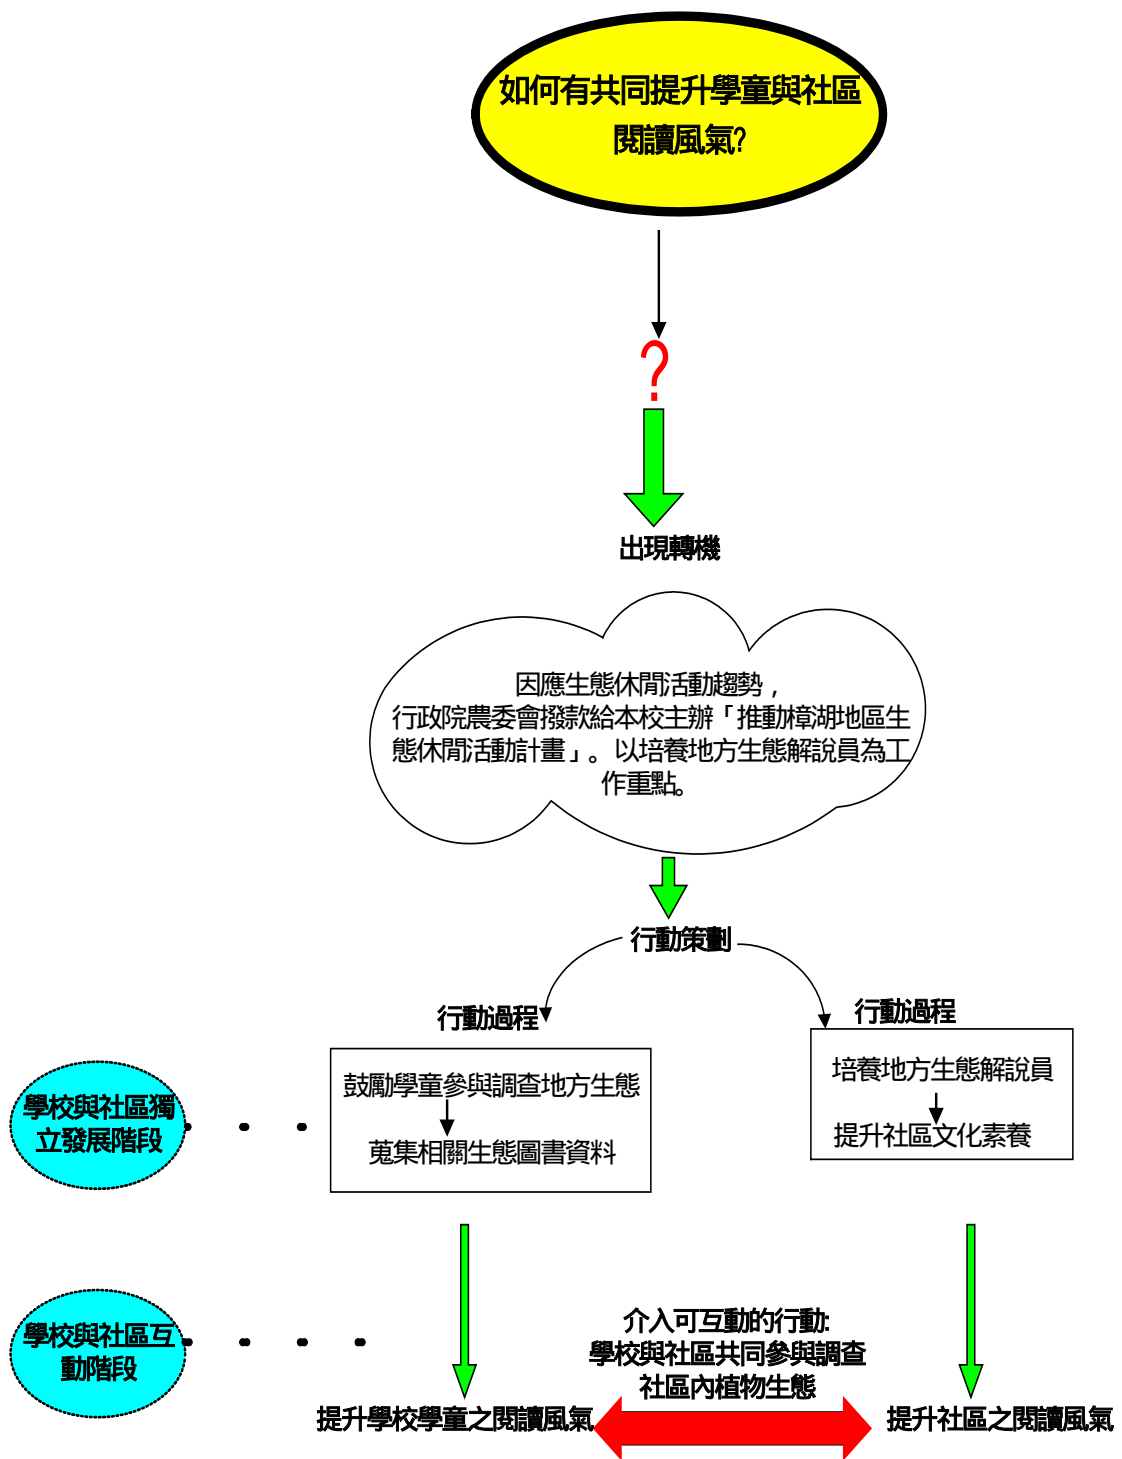 如何有共同提升學童與社區
閱讀風氣?
?
出現轉機
因應生態休閒活動趨勢，
行政院農委會撥款給本校主辦「推動樟湖地區生
態休閒活動計畫」。以培養地方生態解說員為工
作重點。
行動策劃
行動過程
行動過程
鼓勵學童參與調查地方生態
蒐集相關生態圖書資料
培養地方生態解說員
提升社區文化素養
學校與社區獨
立發展階段
學校與社區互
動階段
介入可互動的行動:
學校與社區共同參與調查
社區內植物生態
提升學校學童之閱讀風氣
提升社區之閱讀風氣